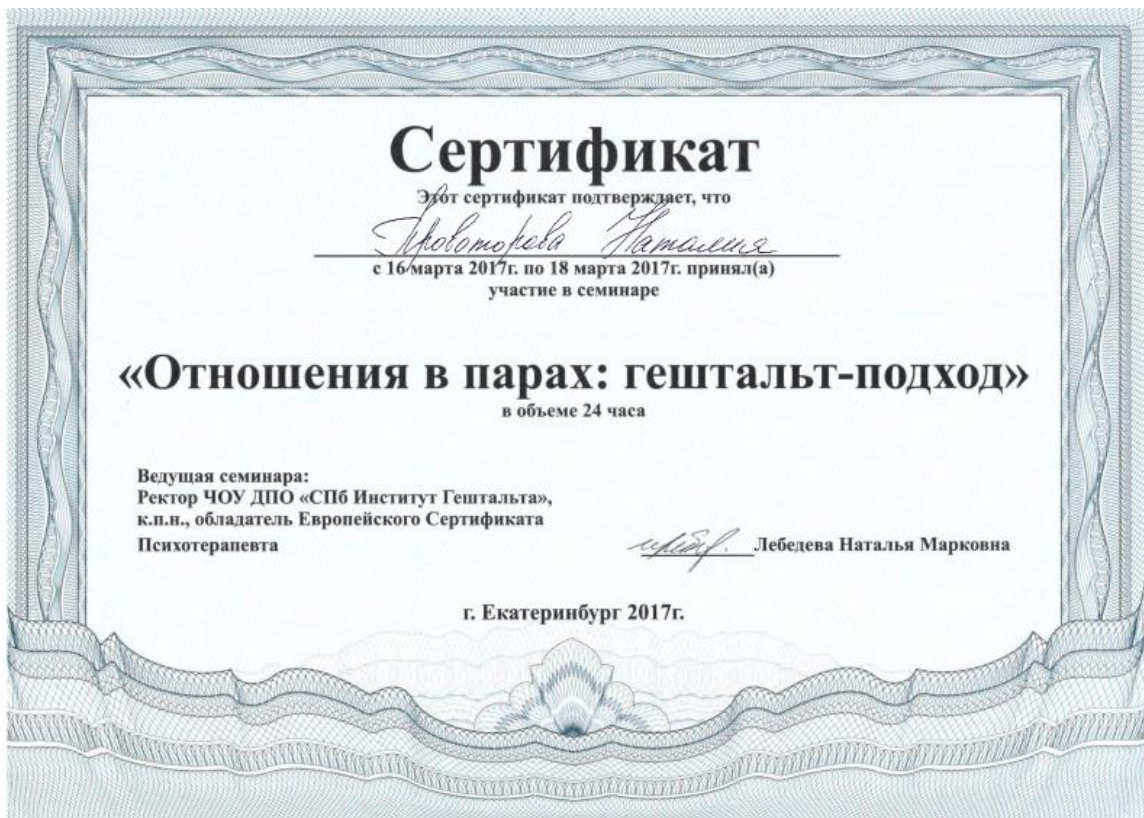 Сертификат
Этот сертификат подтверждает, что
Провоторова Наталия
с 16 марта 2017г. по 18 марта 2017г. принял(а)
участие в семинаре
«Отношения в парах: гештальт-подход»
в объеме 24 часа
Ведущая семинара:
Ректор ЧОУ ДПО «СПб Институт Гештальта»,
к.п.н., обладатель Европейского Сертификата
Психотерапевта
Лебедева Наталья Марковна
г. Екатеринбург 2017г.